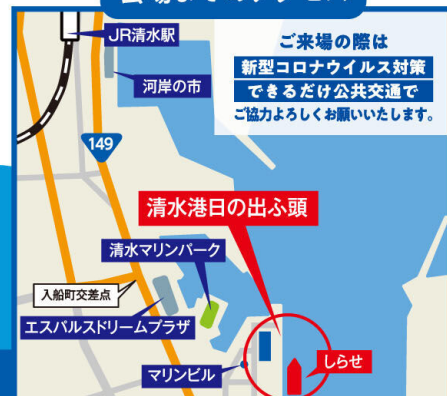 JR清水駅
河岸の市
ご来場の際は
新型コロナウイルス対策
できるだけ公共交通で
ご協力よろしくお願いいたします。
149
清水港日の出ふ頭
清水マリンパーク
入船町交差点
エスパルスドリームプラザ
マリンビル
しらせ